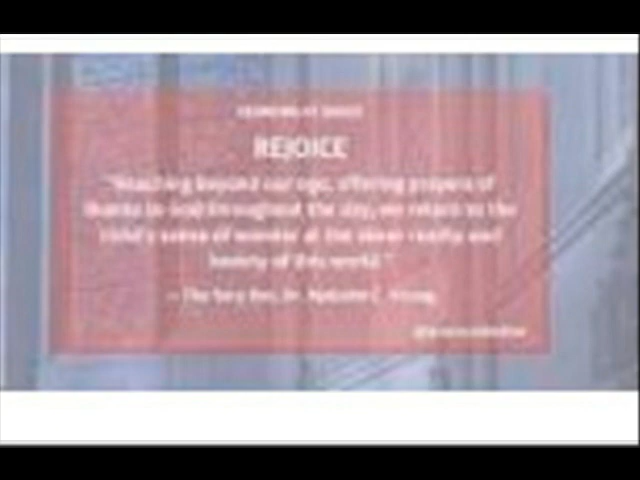 REJOICE
"Reaching beyond our ego, offering prayers of
thanks to God throughout the day, we return to the
child's sense of wonder at the sheer reality and
beauty of this world."
— The Very Rev. Dr. Malcolm C. Young